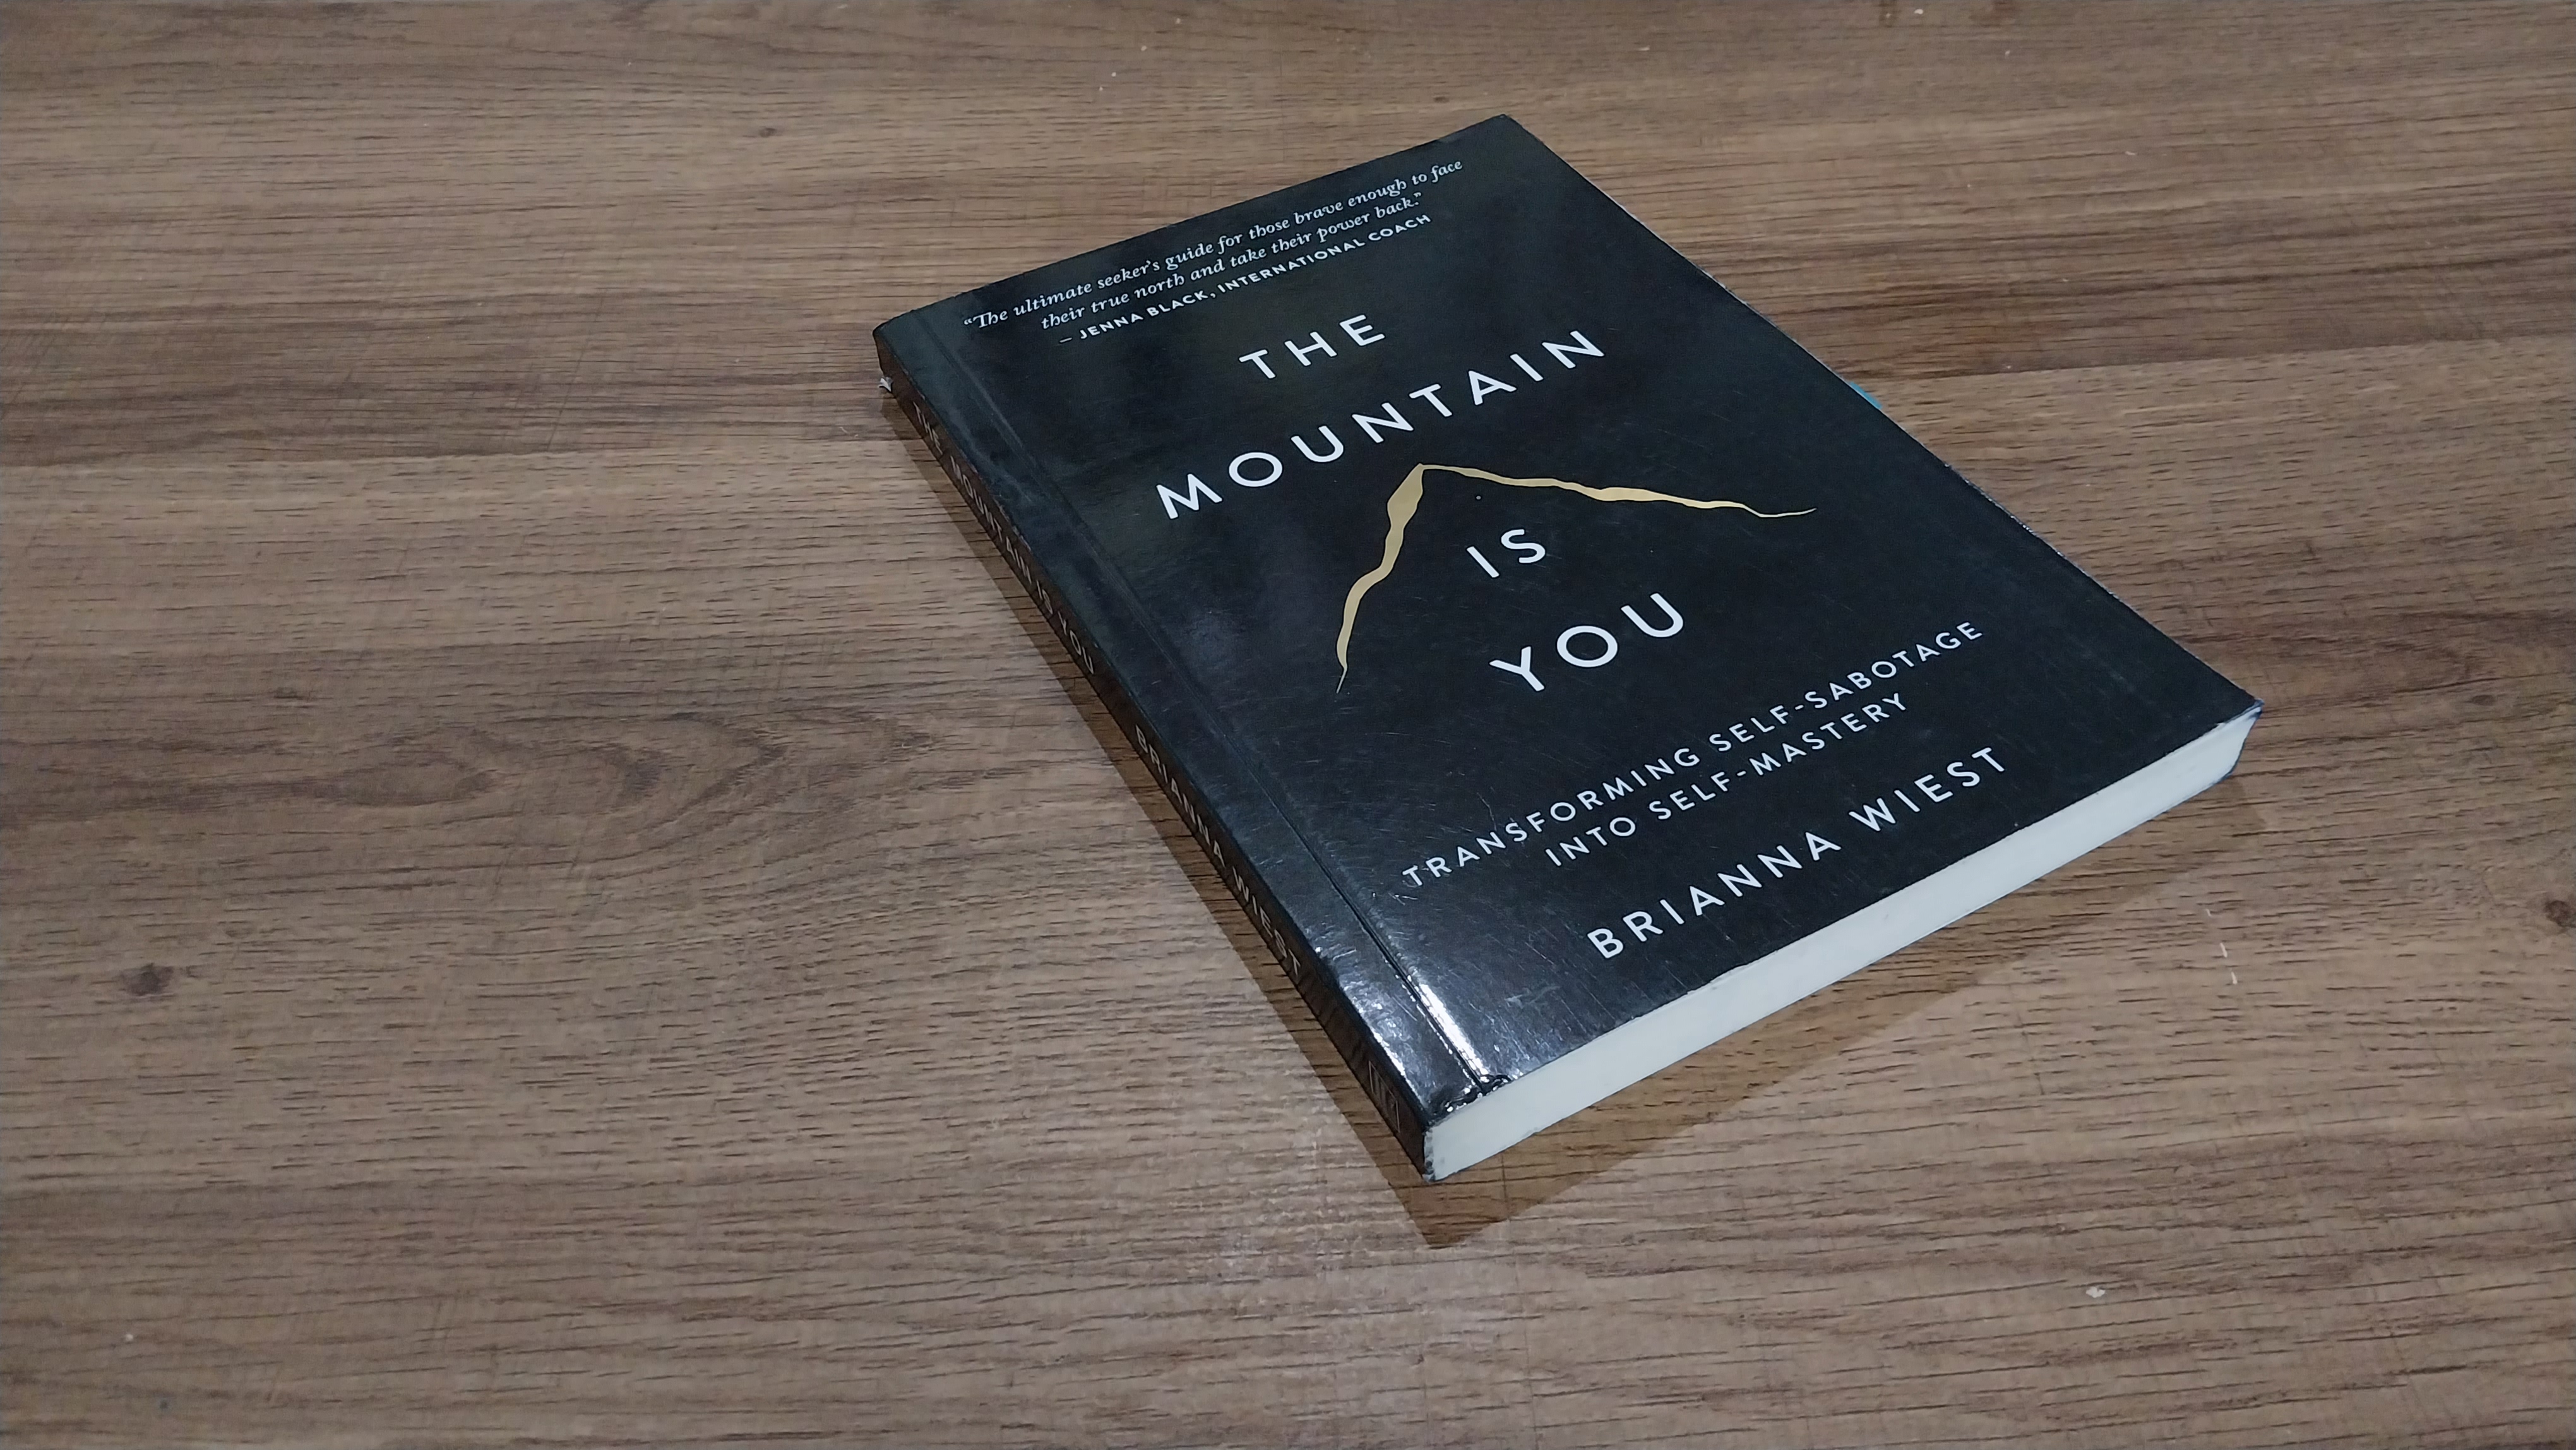 “The ultimate seeker’s guide for those brave enough to face
their true north and take their power back.”
— JENNA BLACK, INTERNATIONAL COACH
THE
MOUNTAIN
IS
YOU
TRANSFORMING SELF-SABOTAGE
INTO SELF-MASTERY
BRIANNA WIEST
THE MOUNTAIN IS YOU BRIANNA WIEST